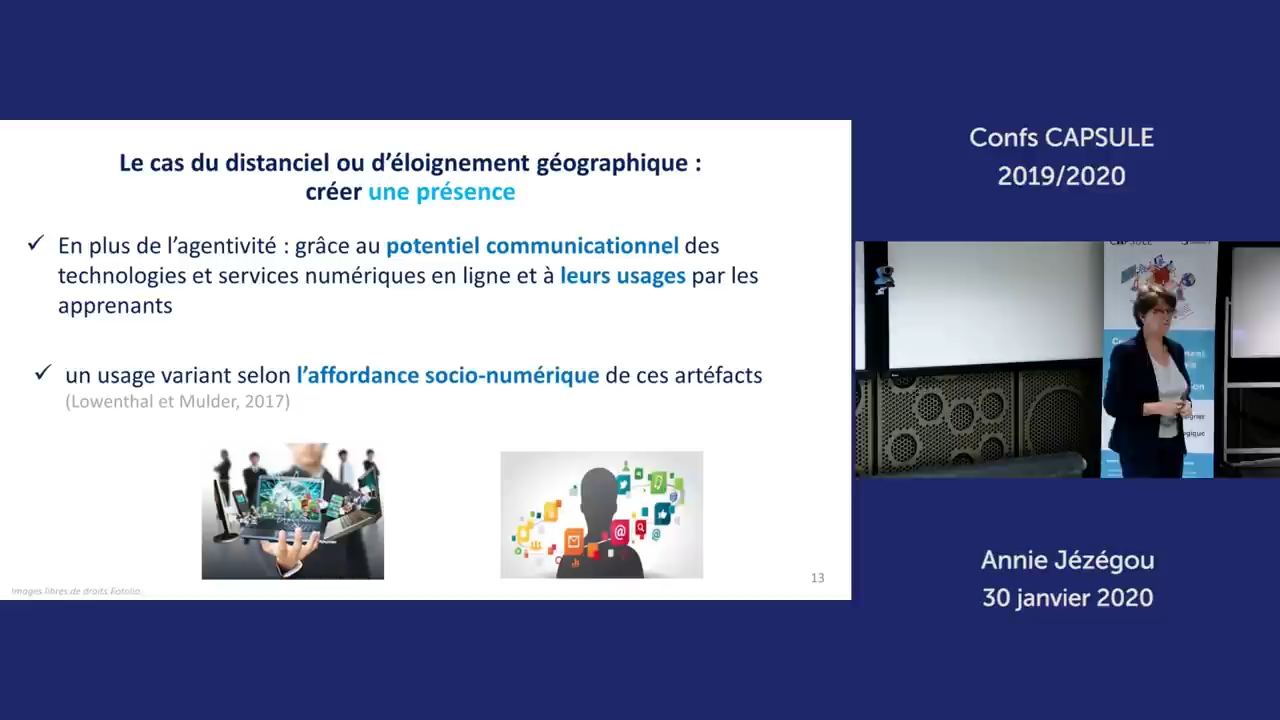 Le cas du distanciel ou d’éloignement géographique :
créer une présence
✓ En plus de l’agentivité : grâce au potentiel communicationnel des
technologies et services numériques en ligne et à leurs usages par les
apprenants
✓ un usage variant selon l’affordance socio-numérique de ces artéfacts
(Lowenthal et Mulder, 2017)
Images libres de droits Fotolia
13
Confs CAPSULE
2019/2020
CAPSULE
Annie Jézégou
30 janvier 2020